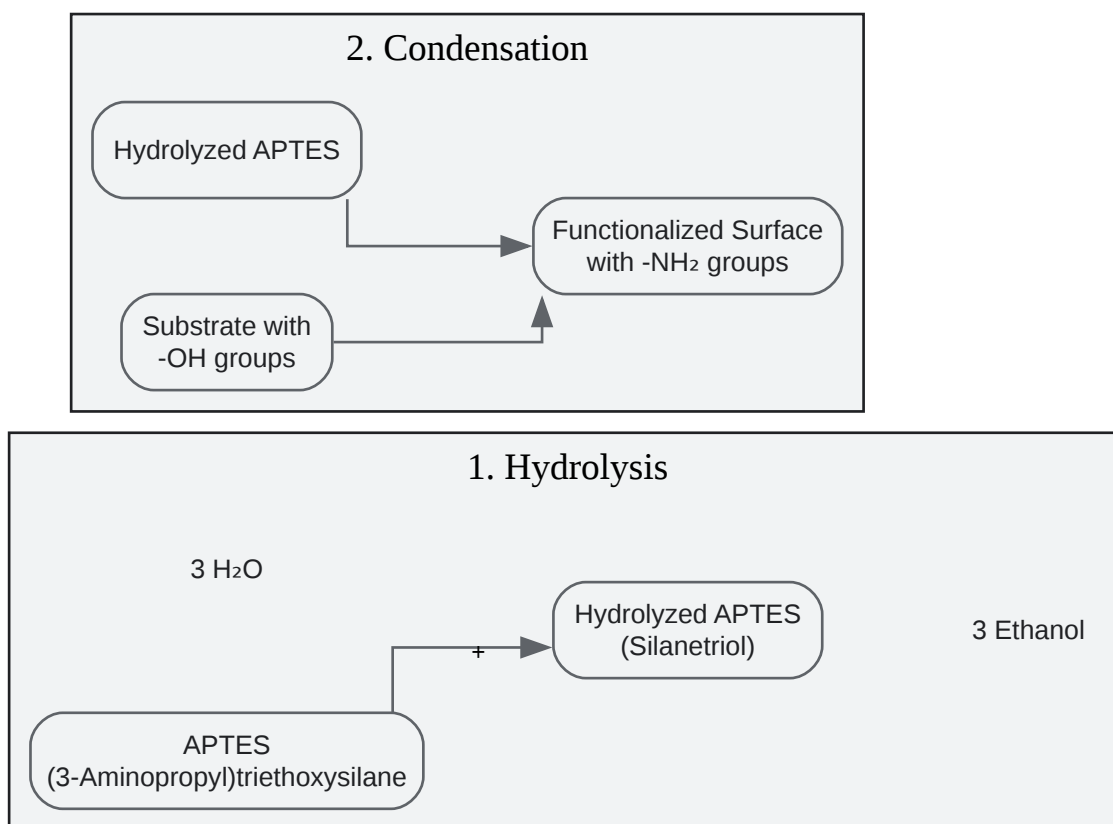 2. Condensation
Hydrolyzed APTES
Functionalized Surface
with -NH₂ groups
Substrate with
-OH groups
1. Hydrolysis
3 H₂O
Hydrolyzed APTES
(Silanetriol)
3 Ethanol
+
APTES
(3-Aminopropyl)triethoxysilane